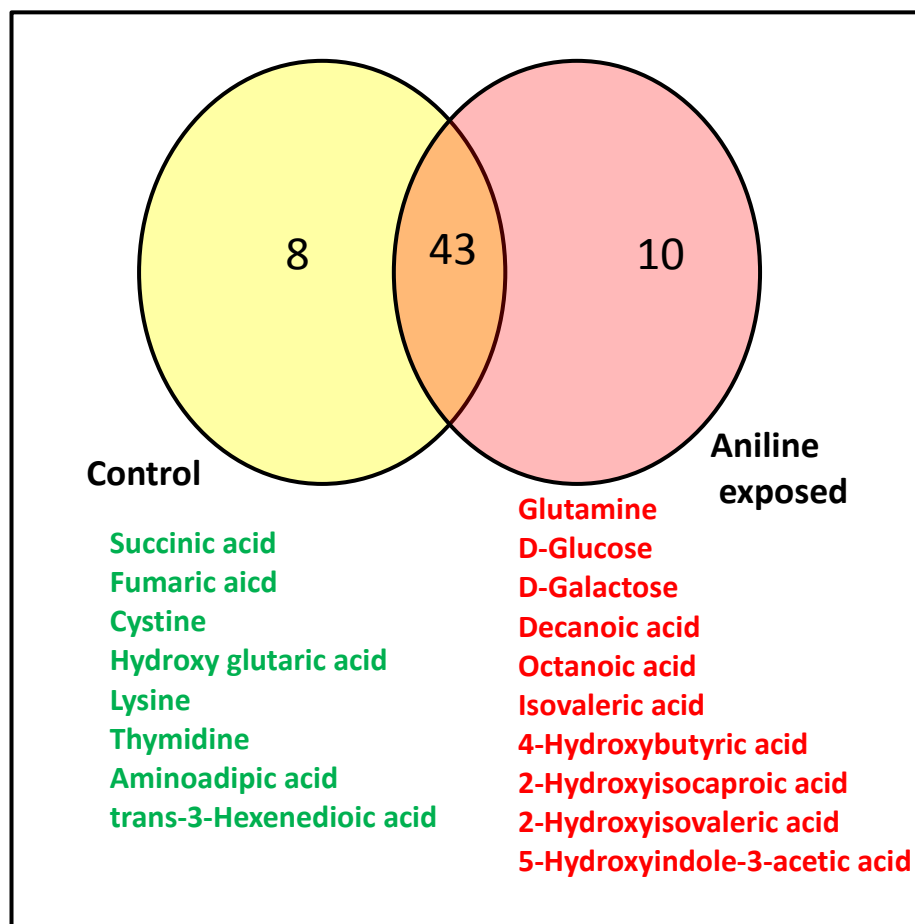 8
43
10
Control
Aniline
exposed
Succinic acid
Fumaric aicd
Cystine
Hydroxy glutaric acid
Lysine
Thymidine
Aminoadipic acid
trans-3-Hexenedioic acid
Glutamine
D-Glucose
D-Galactose
Decanoic acid
Octanoic acid
Isovaleric acid
4-Hydroxybutyric acid
2-Hydroxyisocaproic acid
2-Hydroxyisovaleric acid
5-Hydroxyindole-3-acetic acid